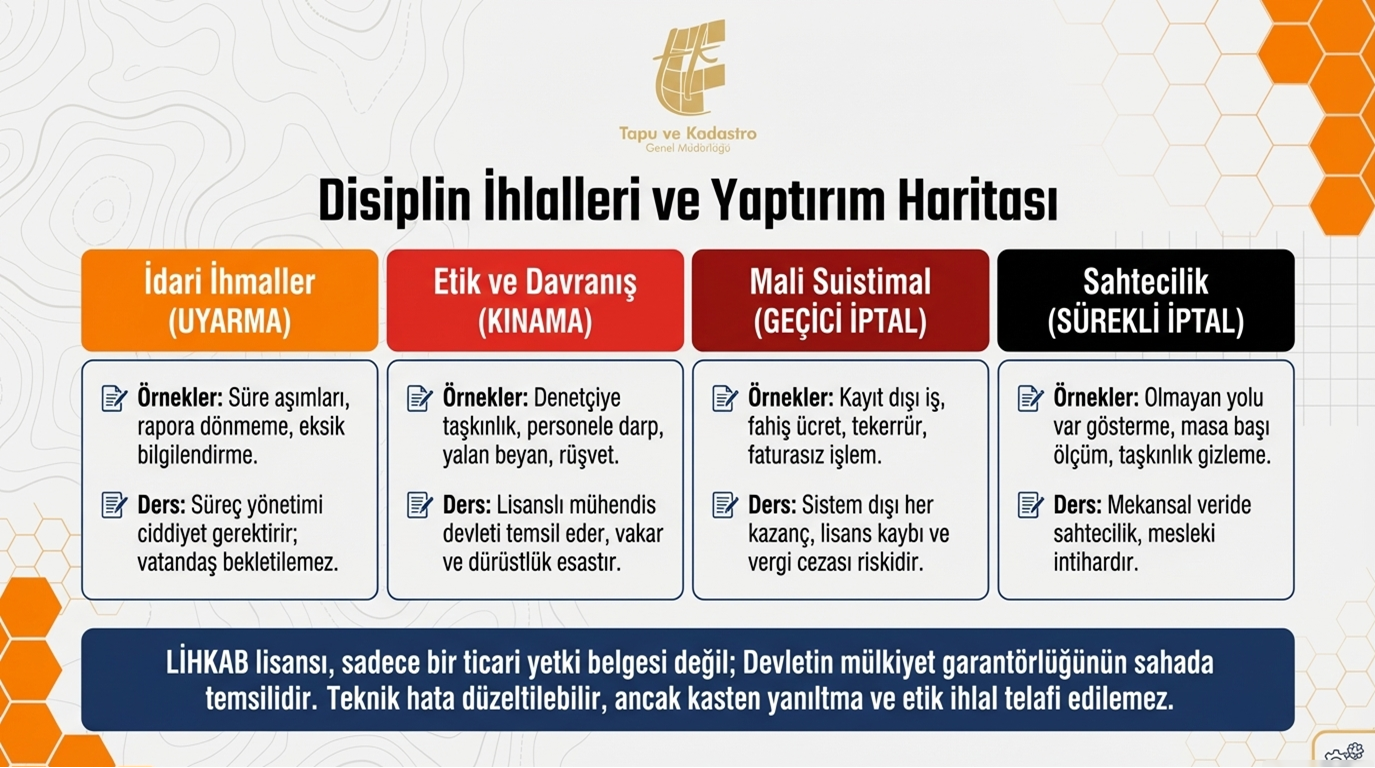 Tapu ve Kadastro
Genel Müdürlüğü
Disiplin İhlalleri ve Yaptırım Haritası
İdari İhmaller
(UYARMA)
Örnekler: Süre aşımları,
rapora dönmeme, eksik
bilgilendirme.
Ders: Süreç yönetimi
ciddiyet gerektirir;
vatandaş bekletilemez.
Etik ve Davranış
(KINAMA)
Örnekler: Denetçiye
taşkınlık, personele darp,
yalan beyan, rüşvet.
Ders: Lisanslı mühendis
devleti temsil eder, vakar
ve dürüstlük esastır.
Mali Suistimal
(GEÇİCİ İPTAL)
Örnekler: Kayıt dışı iş,
fahiş ücret, tekerrür,
faturasız işlem.
Ders: Sistem dışı her
kazanç, lisans kaybı ve
vergi cezası riskidir.
Sahtecilik
(SÜREKLİ İPTAL)
Örnekler: Olmayan yolu
var gösterme, masa başı
ölçüm, taşkınlık gizleme.
Ders: Mekansal veride
sahtecilik, mesleki
intihardır.
LİHKAB lisansı, sadece bir ticari yetki belgesi değil; Devletin mülkiyet garantörlüğünün sahada
temsilidir. Teknik hata düzeltilebilir, ancak kasten yanıltma ve etik ihlal telafi edilemez.